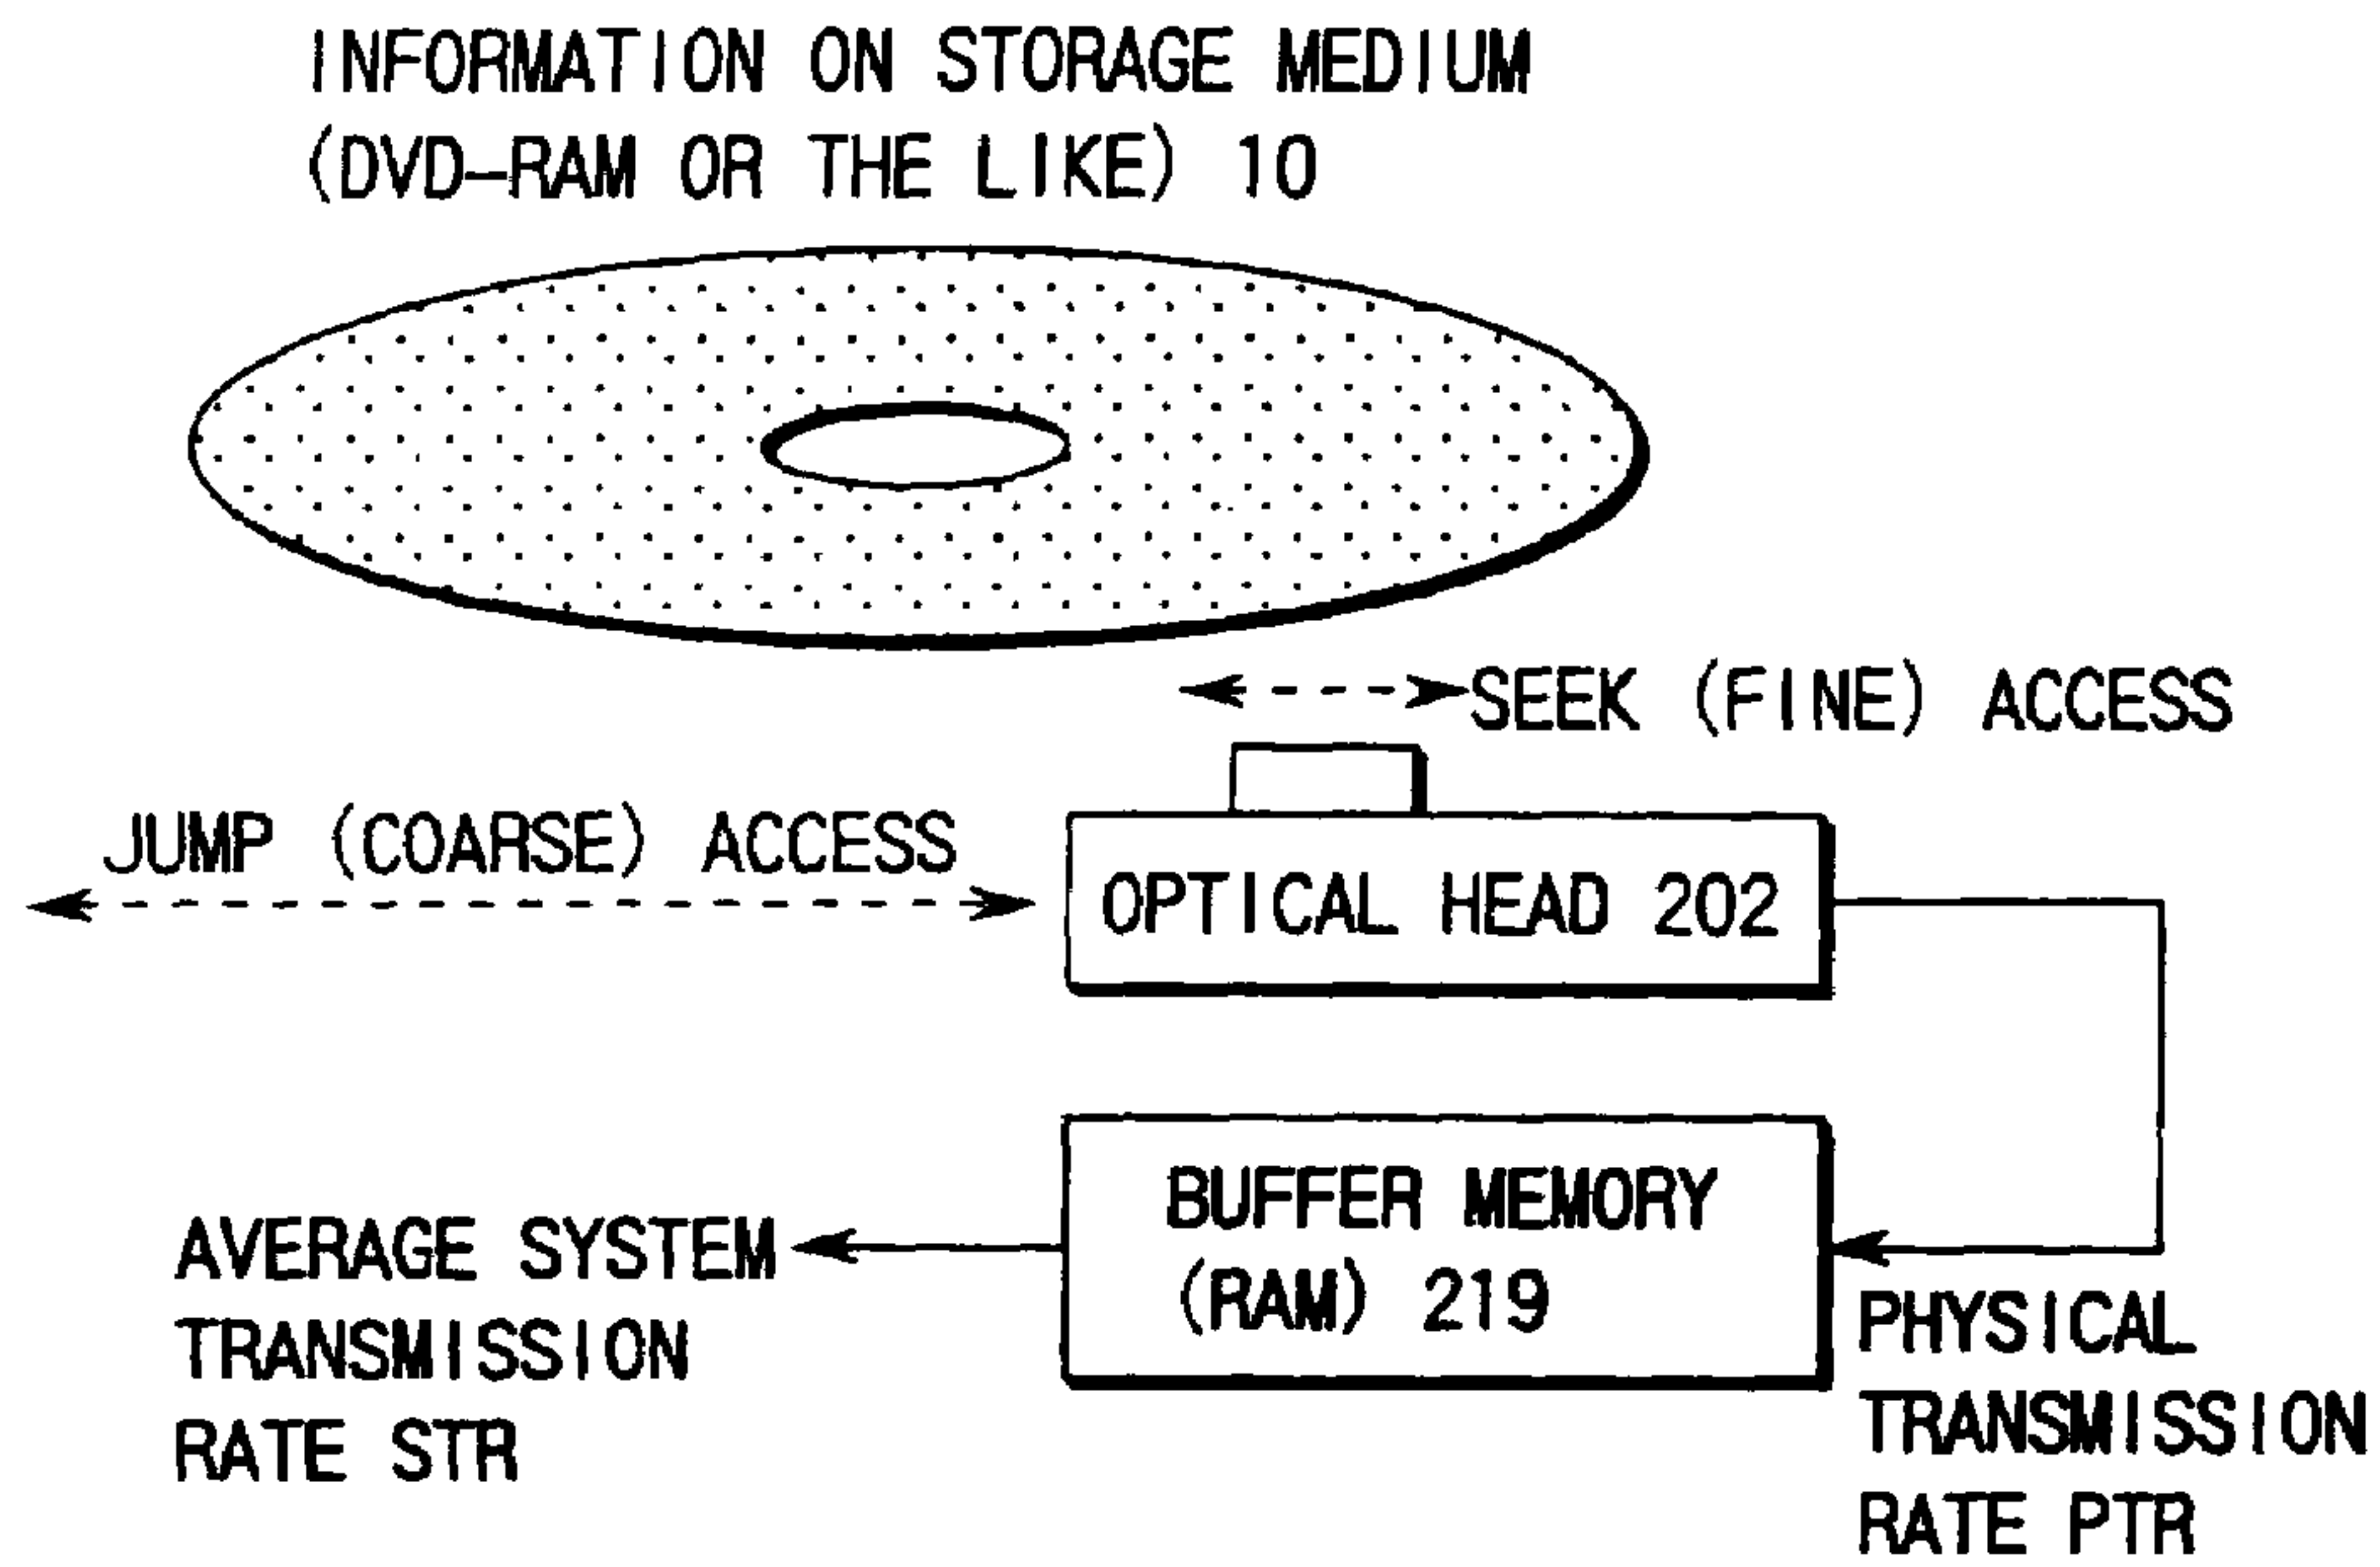 INFORMATION ON STORAGE MEDIUM
(DVD-RAM OR THE LIKE) 10
SEEK (FINE) ACCESS
JUMP (COARSE) ACCESS
OPTICAL HEAD 202
BUFFER MEMORY
(RAM) 219
AVERAGE SYSTEM
TRANSMISSION
RATE STR
PHYSICAL
TRANSMISSION
RATE PTR